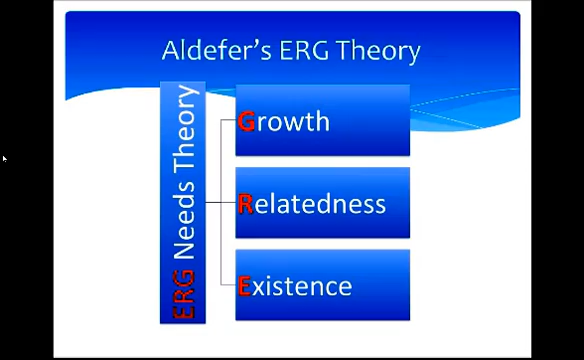 Aldefer's ERG Theory
ERG Needs Theory
Growth
Relatedness
Existence